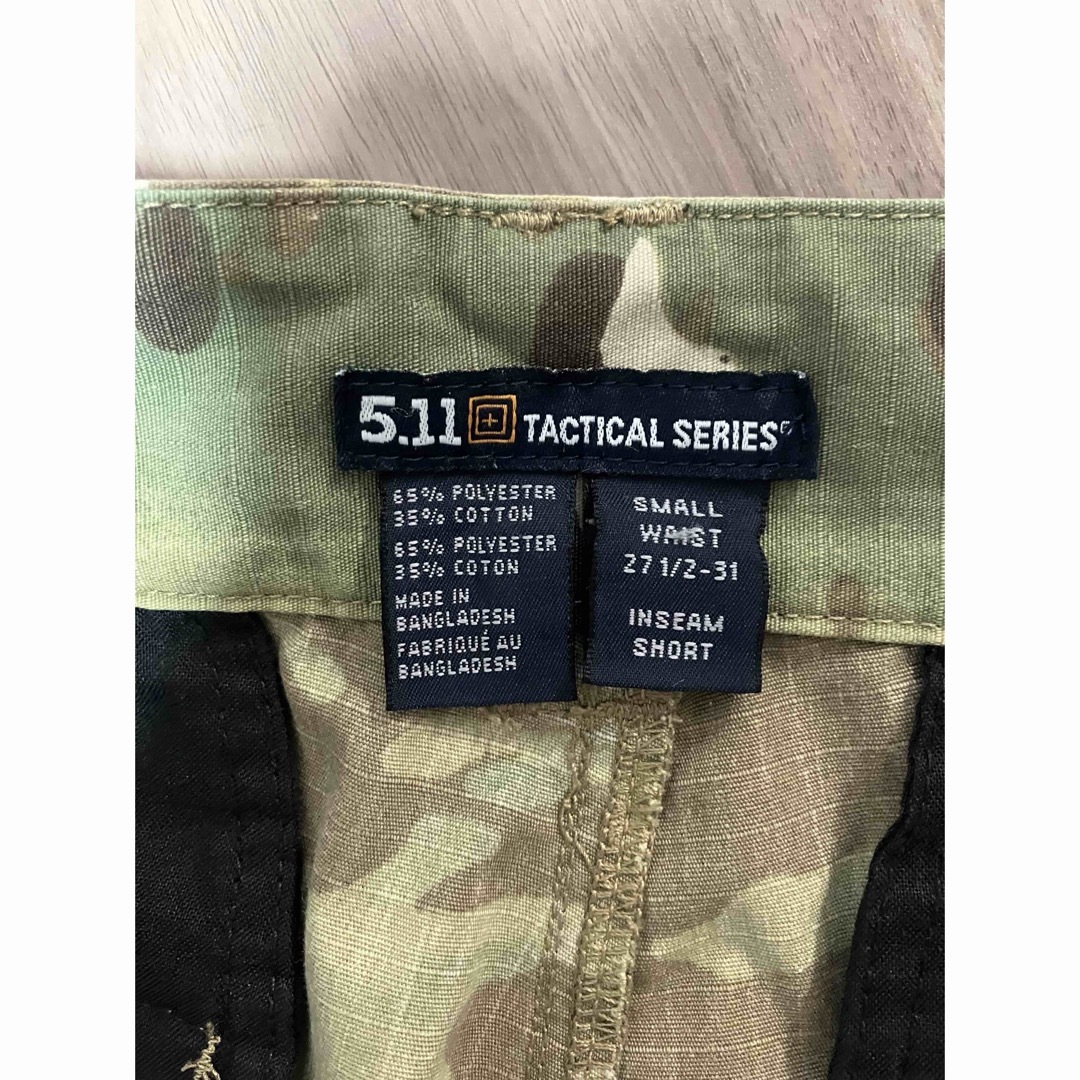 5.11 TACTICAL SERIES®
65% POLYESTER
35% COTTON
65% POLYESTER
35% COTON
MADE IN
BANGLADESH
FABRIQUÉ AU
BANGLADESH
SMALL
WAIST
27 1/2-31
INSEAM
SHORT